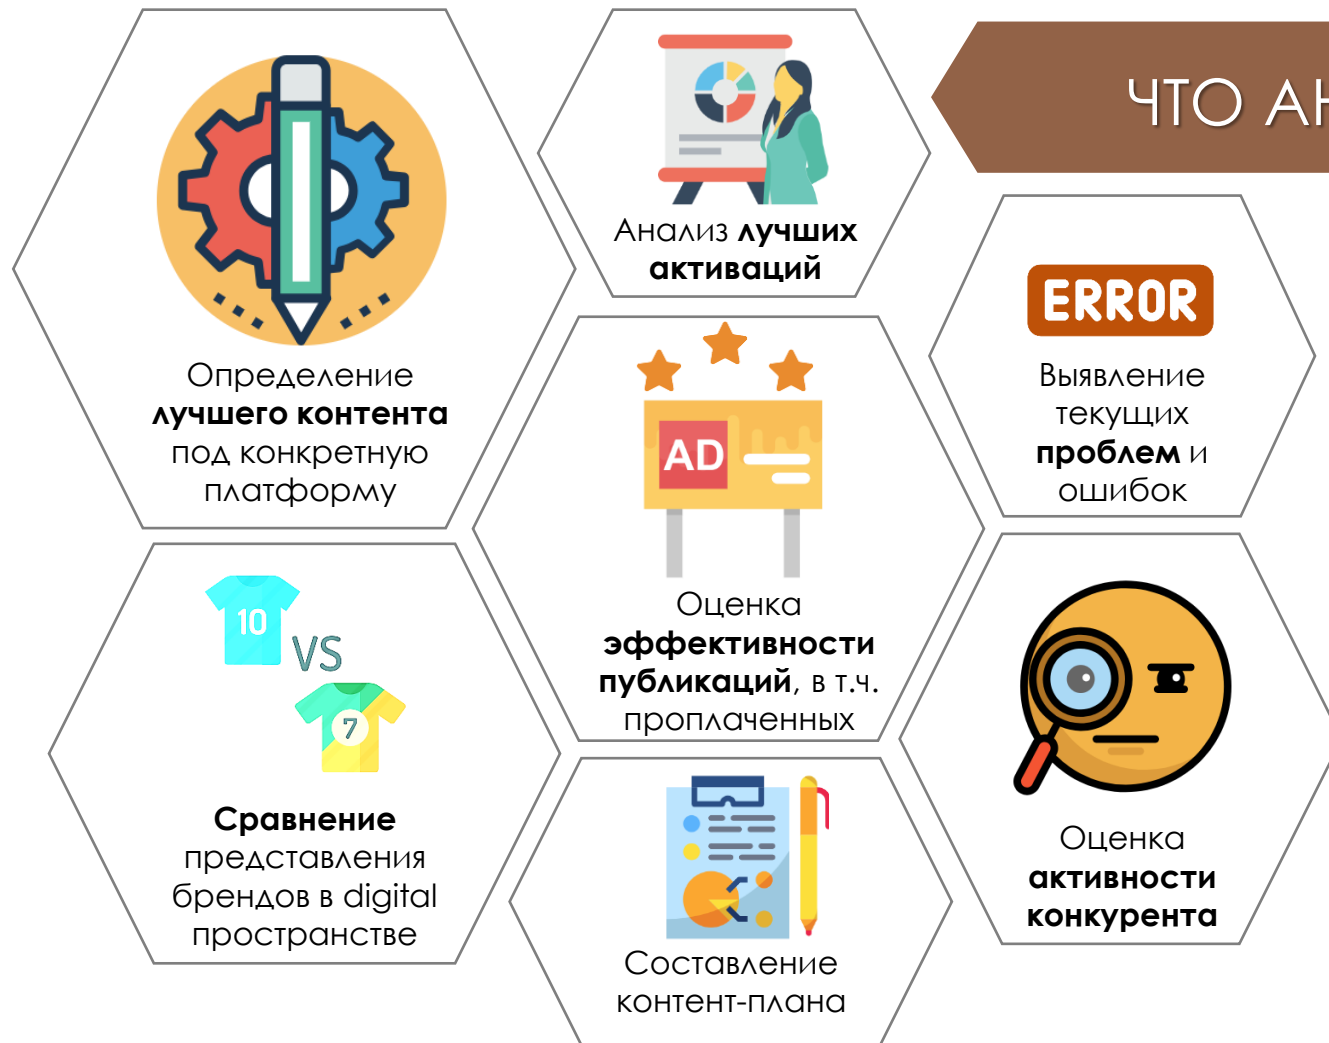 ЧТО АН
Определение
лучшего контента
под конкретную
платформу
Анализ лучших
активаций
ERROR
Выявление
текущих
проблем и
ошибок
AD
Оценка
эффективности
публикаций, в т.ч.
проплаченных
10
VS
7
Сравнение
представления
брендов в digital
пространстве
Оценка
активности
конкурента
Составление
контент-плана